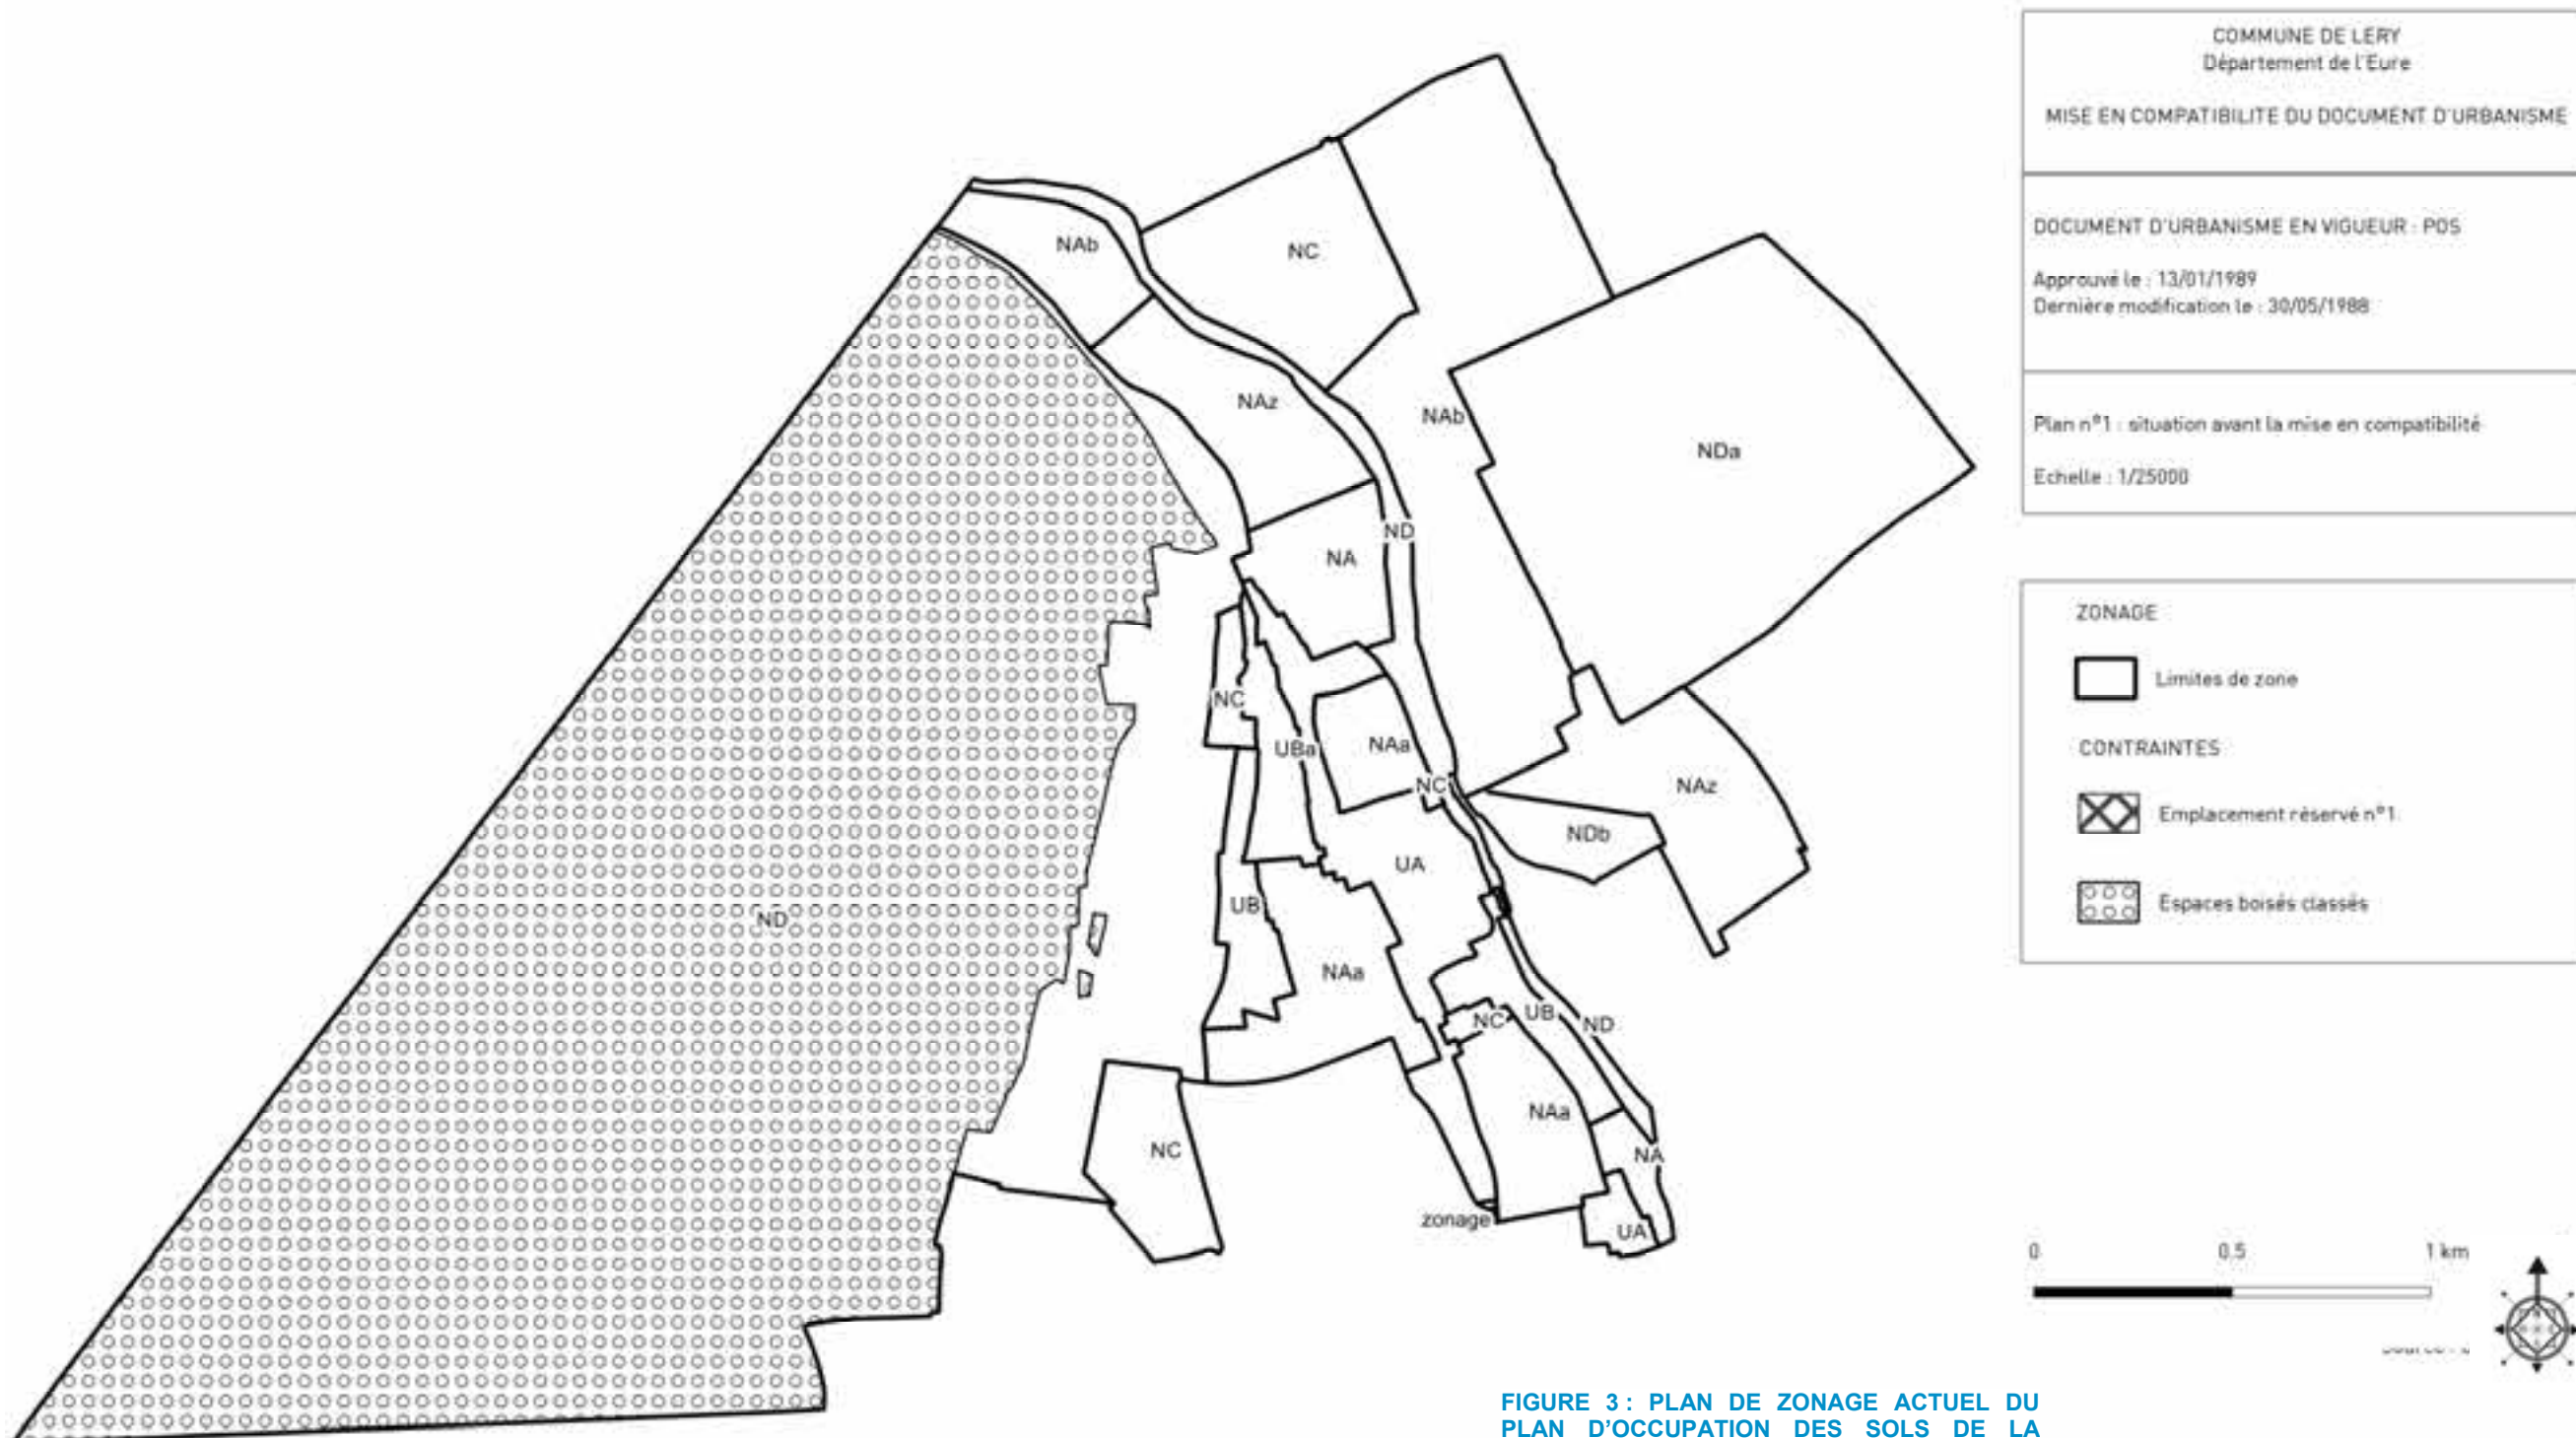 COMMUNE DE LERY
Département de l'Eure
MISE EN COMPATIBILITE DU DOCUMENT D'URBANISME
DOCUMENT D'URBANISME EN VIGUEUR : POS
Approuvé le : 13/01/1989
Dernière modification le : 30/05/1988
Plan n°1 : situation avant la mise en compatibilité
Echelle : 1/25000
ZONAGE
Limites de zone
CONTRAINTES
Emplacement réservé n°1
Espaces boisés classés
NAb
NC
NAz
NAb
NDa
ND
NA
NC
UBa
NAa
NC
NAz
NDb
UA
UB
ND
NAa
NC
UB
ND
NAa
NC
NA
zonage
UA
0 0.5 1 km
FIGURE 3 : PLAN DE ZONAGE ACTUEL DU
PLAN D'OCCUPATION DES SOLS DE LA